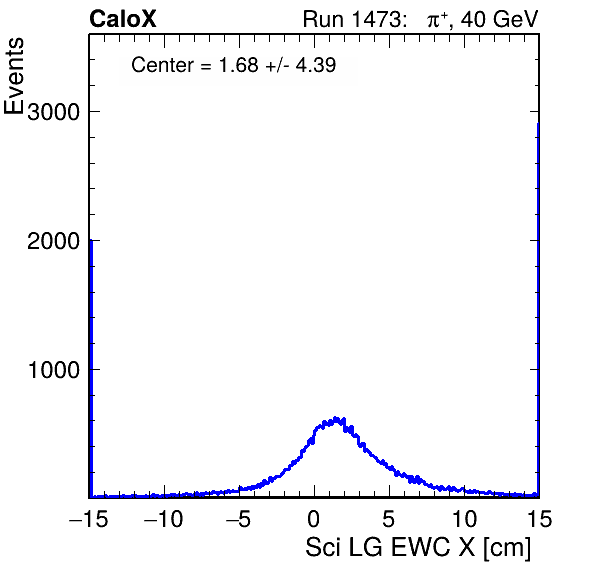 CaloX
Run 1473: π⁺, 40 GeV
Center = 1.68 +/- 4.39
Events
3000
2000
1000
−15 −10 −5 0 5 10 15
Sci LG EWC X [cm]